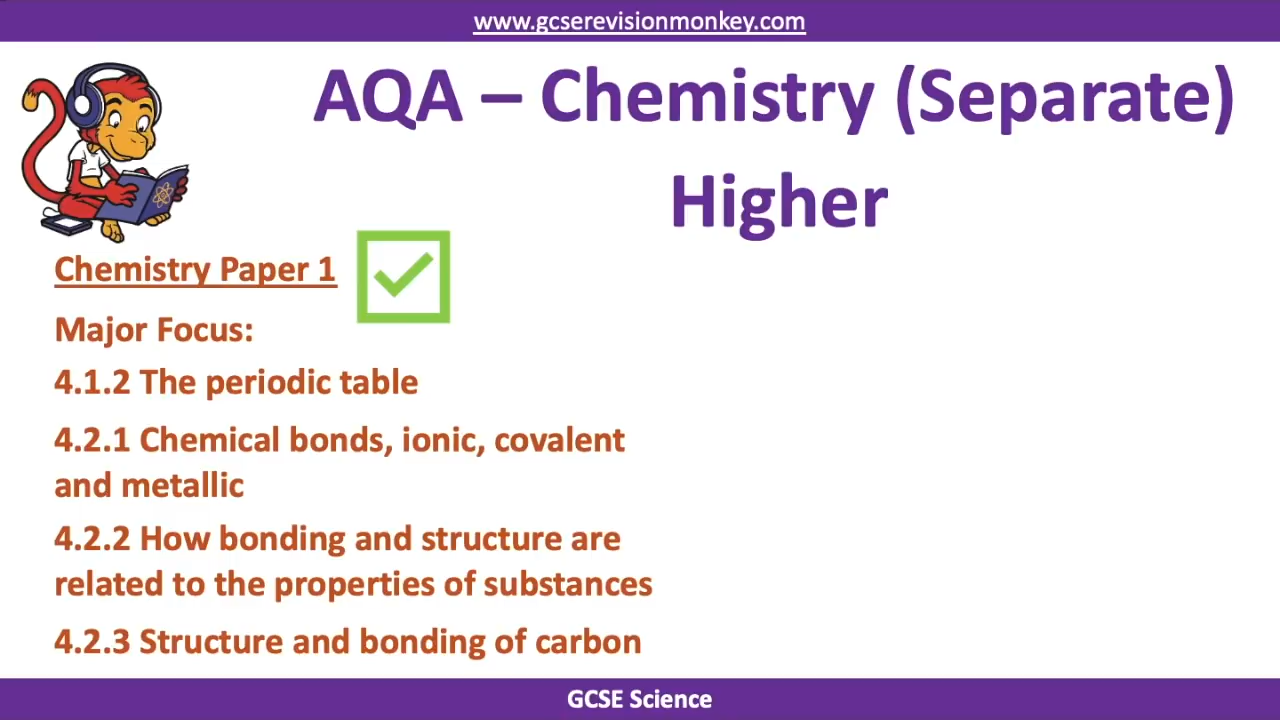 www.gcserevisionmonkey.com
AQA – Chemistry (Separate)
Higher
Chemistry Paper 1
Major Focus:
4.1.2 The periodic table
4.2.1 Chemical bonds, ionic, covalent
and metallic
4.2.2 How bonding and structure are
related to the properties of substances
4.2.3 Structure and bonding of carbon
GCSE Science